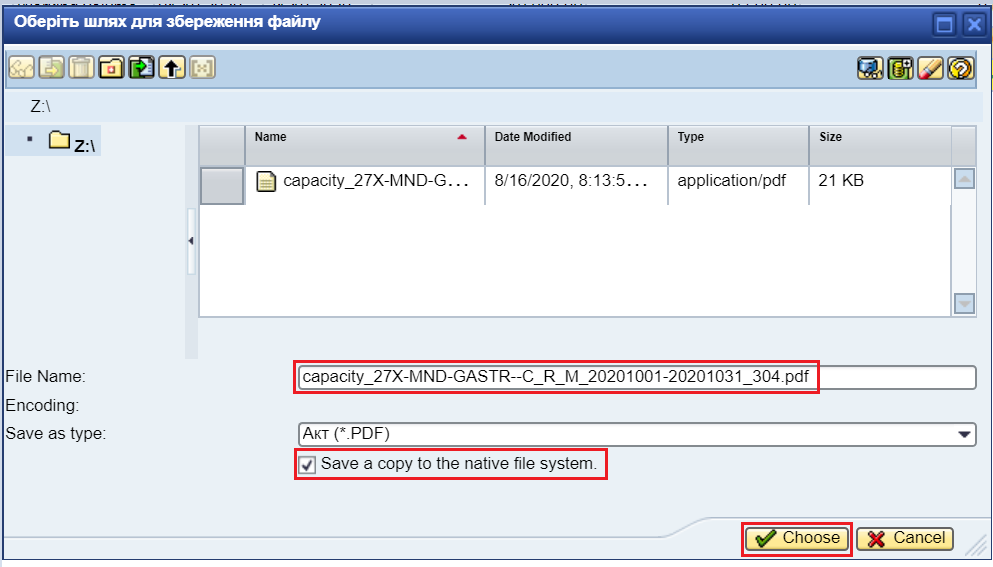 Оберіть шлях для збереження файлу
Z:\
Z:\
Name Date Modified Type Size
capacity_27X-MND-G... 8/16/2020, 8:13:5... application/pdf 21 KB
File Name: capacity_27X-MND-GASTR--C_R_M_20201001-20201031_304.pdf
Encoding:
Save as type: Акт (*.PDF)
Save a copy to the native file system.
Choose Cancel